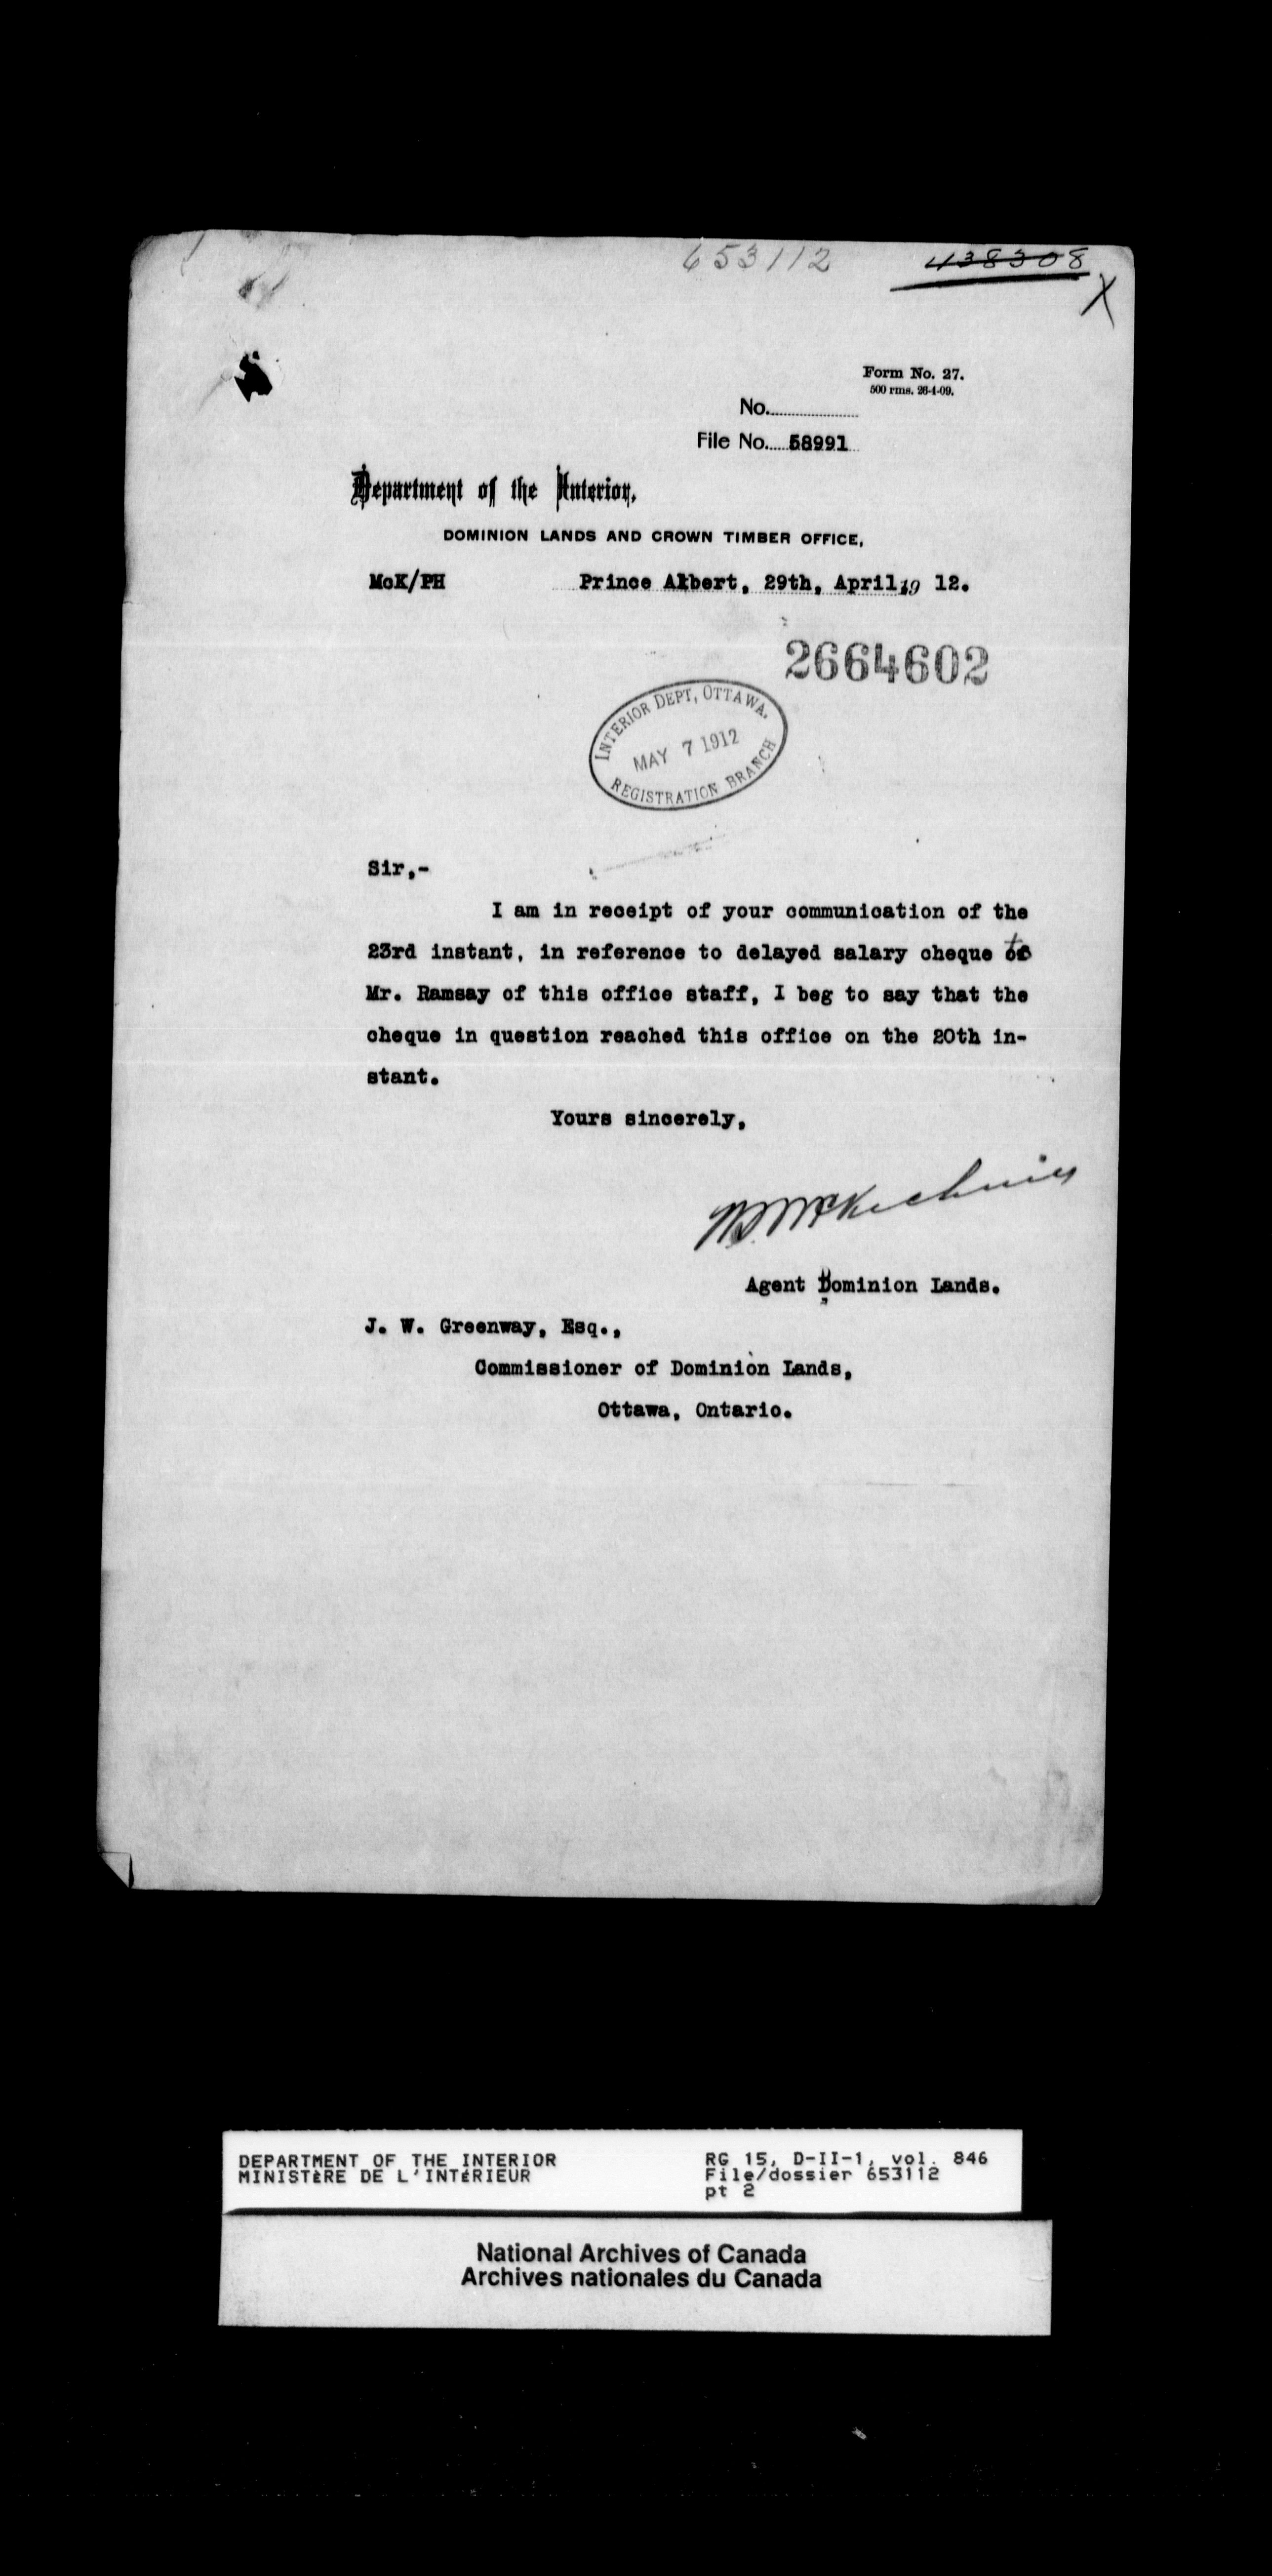 653112 438308
X
Form No. 27.
500 rms. 26-4-09.
No.
File No. 58991
Department of the Interior,
DOMINION LANDS AND CROWN TIMBER OFFICE,
McK/PH Prince Albert, 29th, April, 19 12.
2664602
INTERIOR DEPT, OTTAWA.
MAY 7 1912
REGISTRATION BRANCH
Sir,-
I am in receipt of your communication of the
23rd instant, in reference to delayed salary cheque of
Mr. Ramsay of this office staff, I beg to say that the
cheque in question reached this office on the 20th in-
stant.
Yours sincerely,
Agent Dominion Lands.
J. W. Greenway, Esq.,
Commissioner of Dominion Lands,
Ottawa, Ontario.
DEPARTMENT OF THE INTERIOR RG 15, D-II-1, vol. 846
MINISTèRE DE L'INTéRIEUR File/dossier 653112
pt 2
National Archives of Canada
Archives nationales du Canada